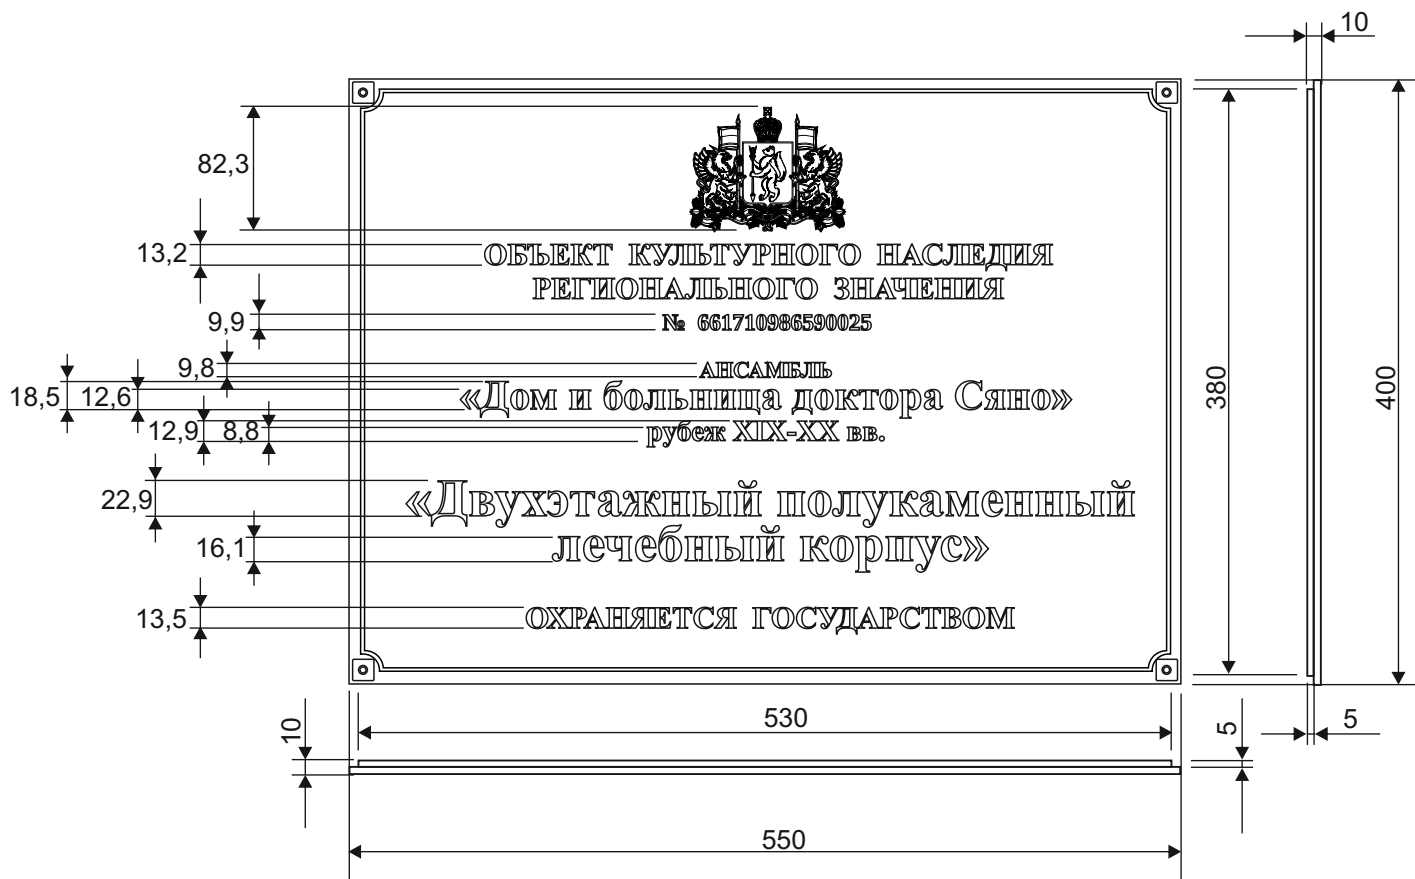 10
82,3
13,2
ОБЪЕКТ КУЛЬТУРНОГО НАСЛЕДИЯ
РЕГИОНАЛЬНОГО ЗНАЧЕНИЯ
9,9
№ 661710986590025
9,8
АНСАМБЛЬ
18,5
12,6
«Дом и больница доктора Сяно»
380
400
12,9
8,8
рубеж XIX-XX вв.
22,9
«Двухэтажный полукаменный
16,1
лечебный корпус»
13,5
ОХРАНЯЕТСЯ ГОСУДАРСТВОМ
10
530
5
5
550